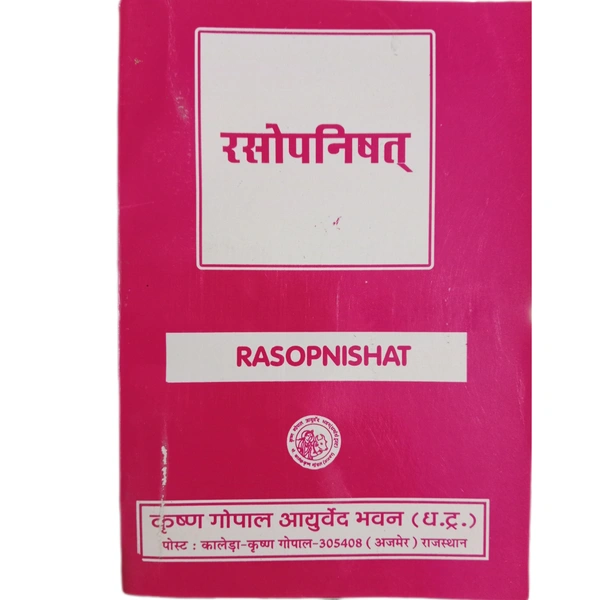 रसोपनिषत्
RASOPNISHAT
कृष्ण गोपाल आयुर्वेद भवन (ध.ट्र.)
पोस्ट : कालेड़ा-कृष्ण गोपाल-305408 ( अजमेर ) राजस्थान